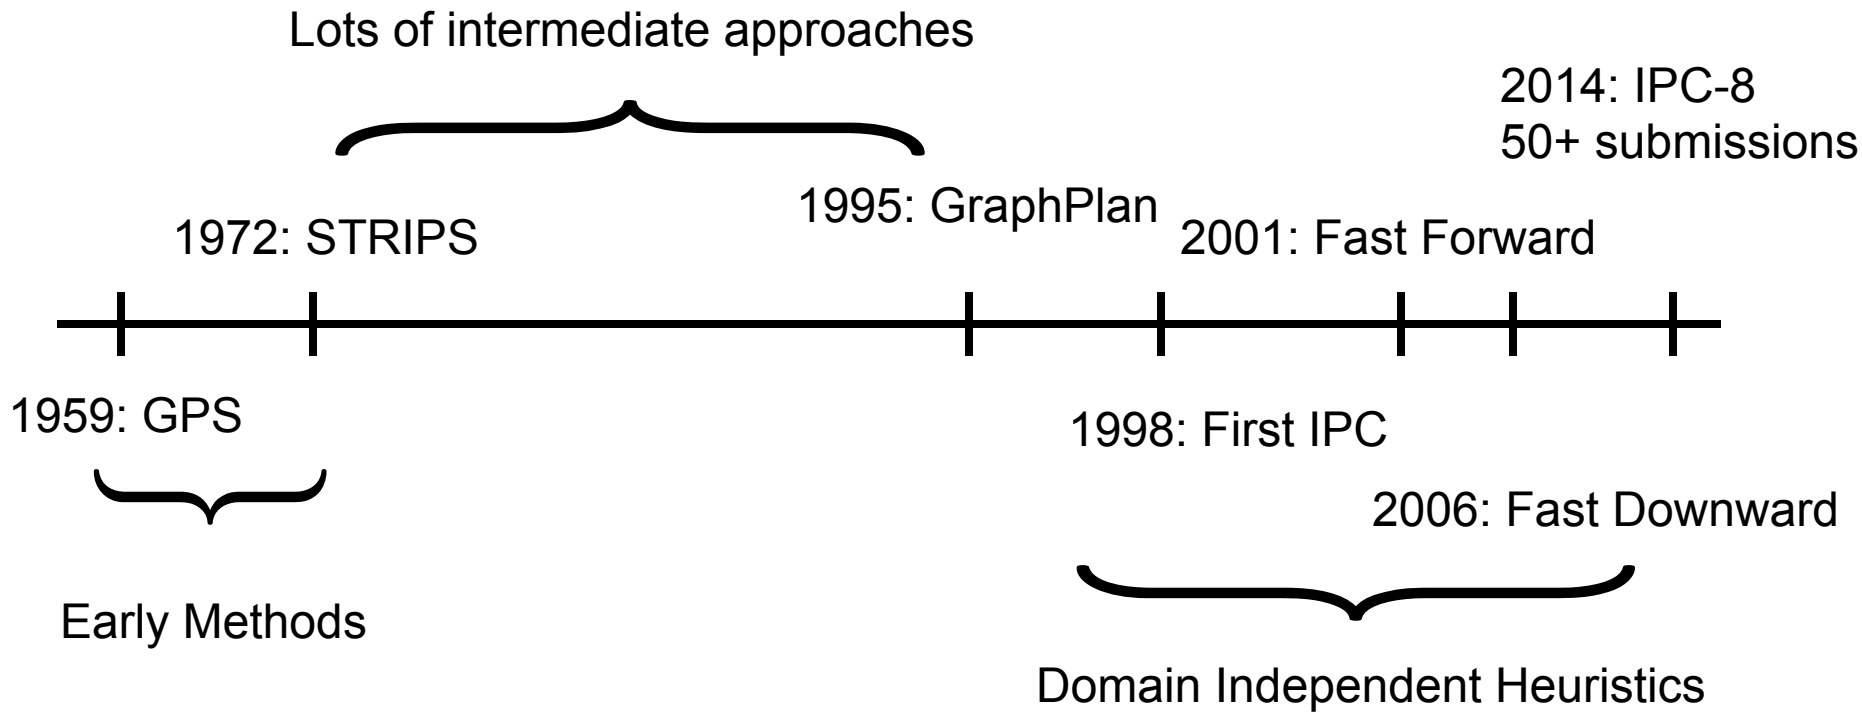 Lots of intermediate approaches
2014: IPC-8
50+ submissions
1995: GraphPlan
1972: STRIPS
2001: Fast Forward
1959: GPS
1998: First IPC
2006: Fast Downward
Early Methods
Domain Independent Heuristics